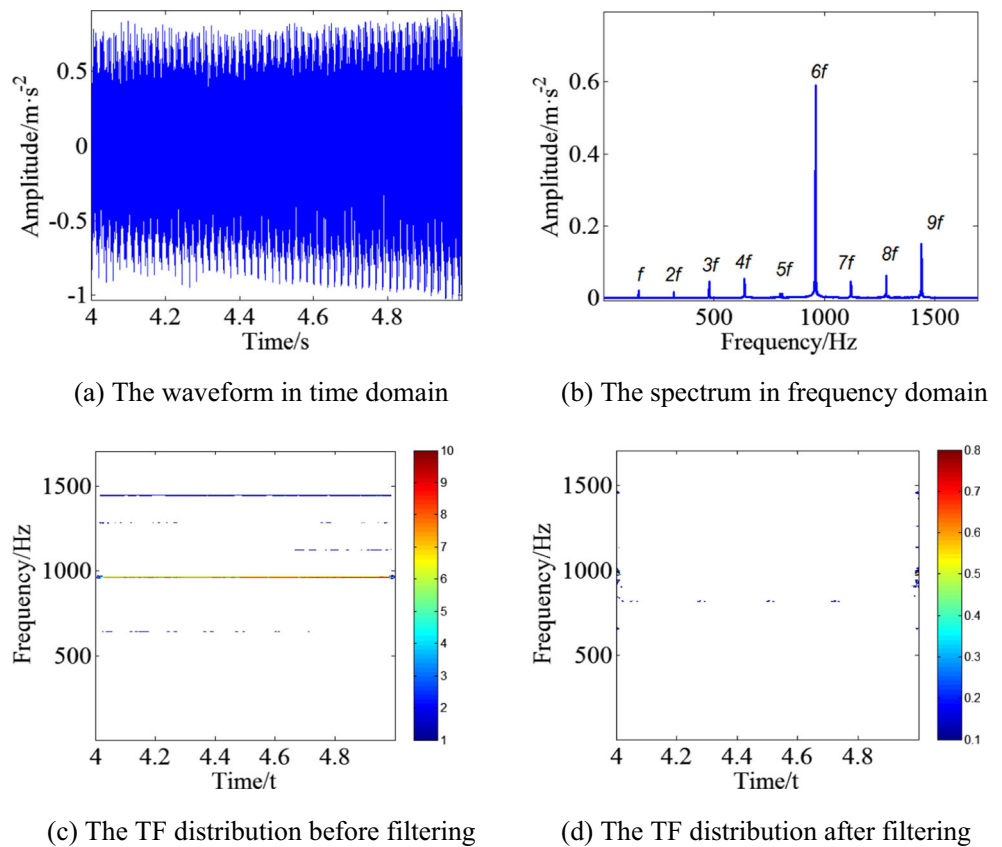 Amplitude/m·s⁻²
0.5
0
-0.5
-1
4 4.2 4.4 4.6 4.8
Time/s
(a) The waveform in time domain
Amplitude/m·s⁻²
0.6
0.4
0.2
0
f 2f 3f 4f 5f 6f 7f 8f 9f
500 1000 1500
Frequency/Hz
(b) The spectrum in frequency domain
Frequency/Hz
1500
1000
500
4 4.2 4.4 4.6 4.8
Time/t
10
9
8
7
6
5
4
3
2
1
(c) The TF distribution before filtering
Frequency/Hz
1500
1000
500
4 4.2 4.4 4.6 4.8
Time/t
0.8
0.7
0.6
0.5
0.4
0.3
0.2
0.1
(d) The TF distribution after filtering